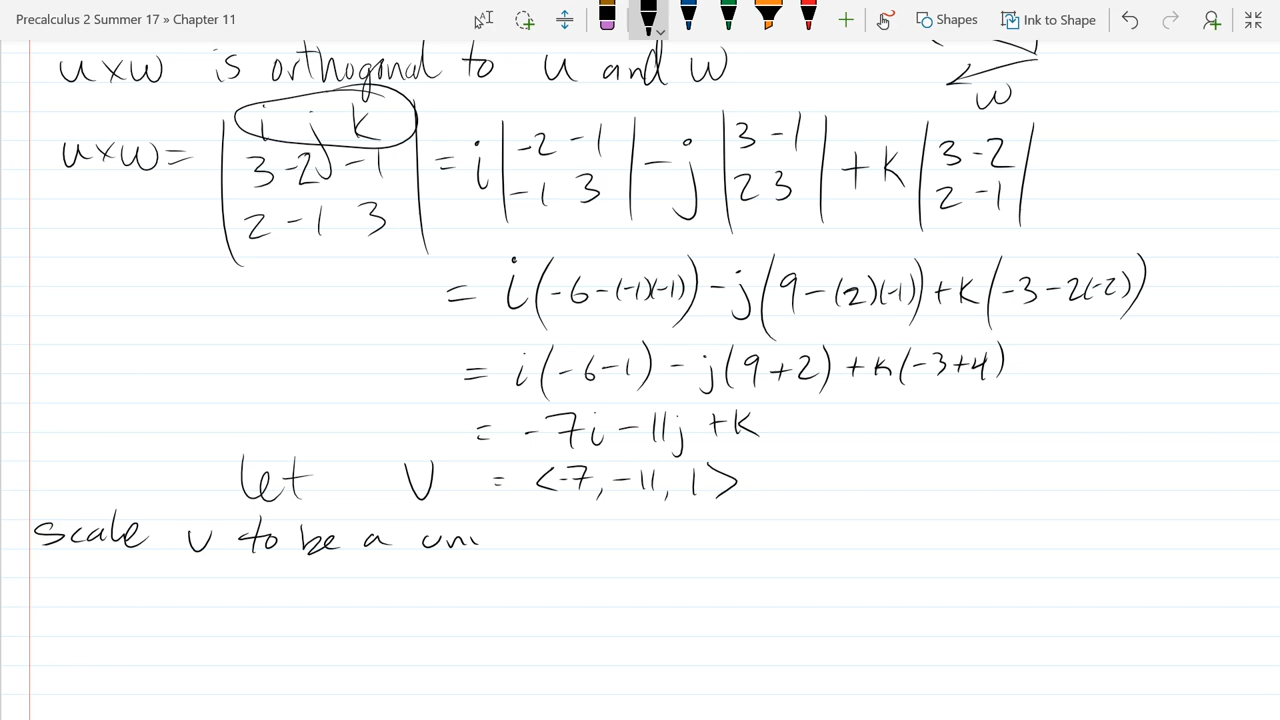 Precalculus 2 Summer 17 » Chapter 11
Shapes
Ink to Shape
u×w is orthogonal to u and w
w
u×w = | i j k | = i | -2 -1 | - j | 3 -1 | + k | 3 -2 |
| 3 -2 -1 | | -1 3 | | 2 3 | | 2 -1 |
| 2 -1 3 |
= i(-6-(-1)(-1)) - j(9-(2)(-1)) + k(-3-2(-2))
= i(-6-1) - j(9+2) + k(-3+4)
= -7i - 11j + k
let v = <-7, -11, 1>
scale v to be a uni